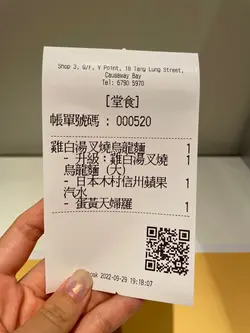 Shop 3, G/F, V Point, 18 Tang Lung Street,
Causaway Bay
Tel: 6790 5970
[堂食]
帳單號碼 : 000520
雞白湯叉燒烏龍麵 1
- 升級：雞白湯叉燒 1
烏龍麵 (大)
- 日本木村信州蘋果 1
汽水
- 蛋黃天婦羅 1
2022-09-29 19:18:07